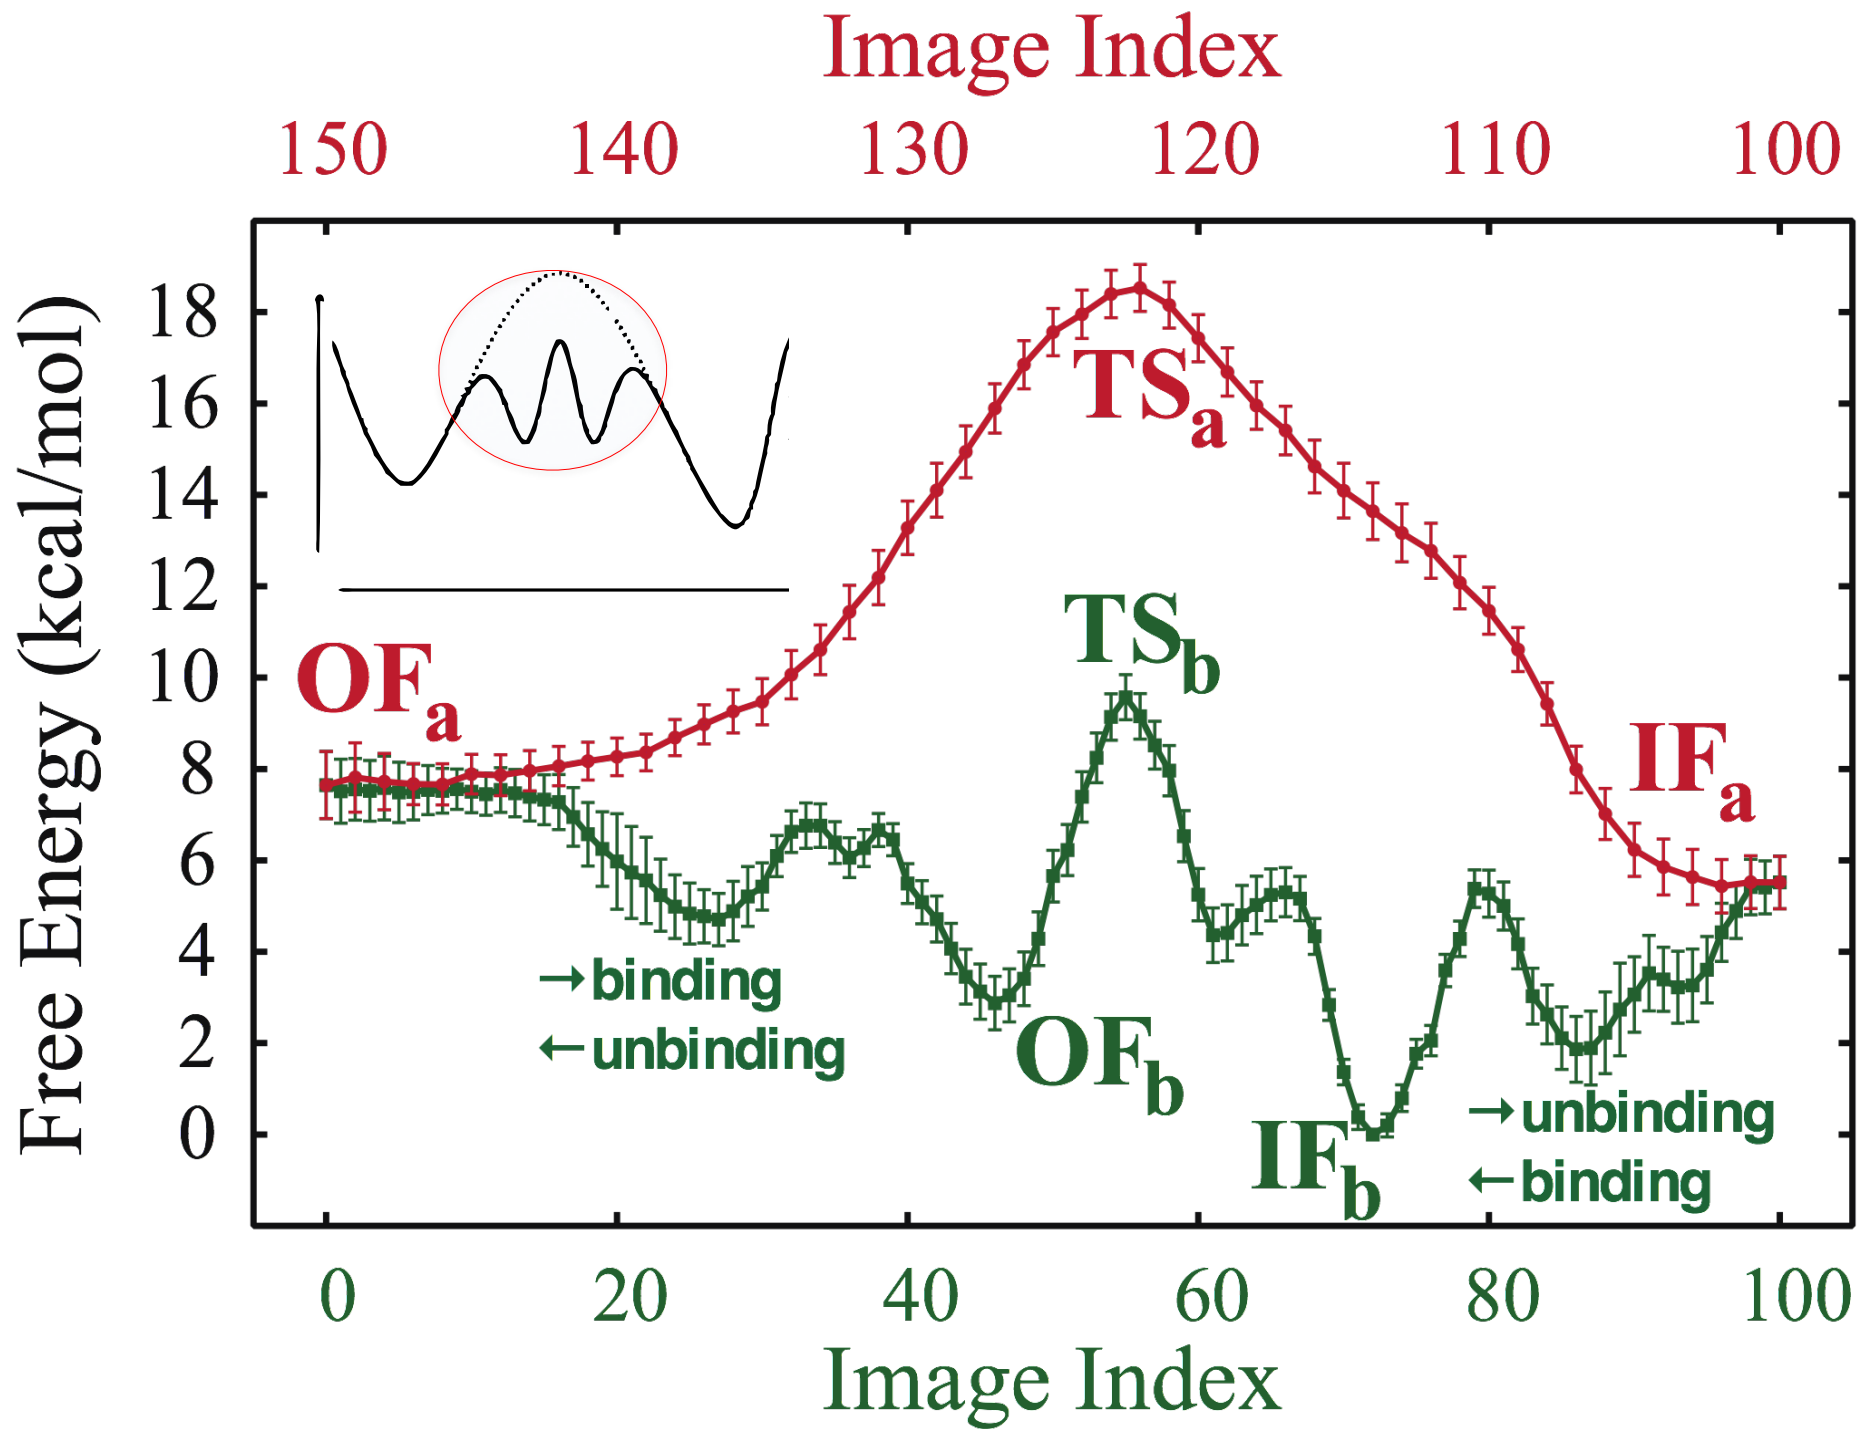 Image Index
150 140 130 120 110 100
Free Energy (kcal/mol)
18
16
14
12
10
8
6
4
2
0
TSa
TSb
OFa
IFa
→binding
←unbinding
OFb
IFb
→unbinding
←binding
0 20 40 60 80 100
Image Index